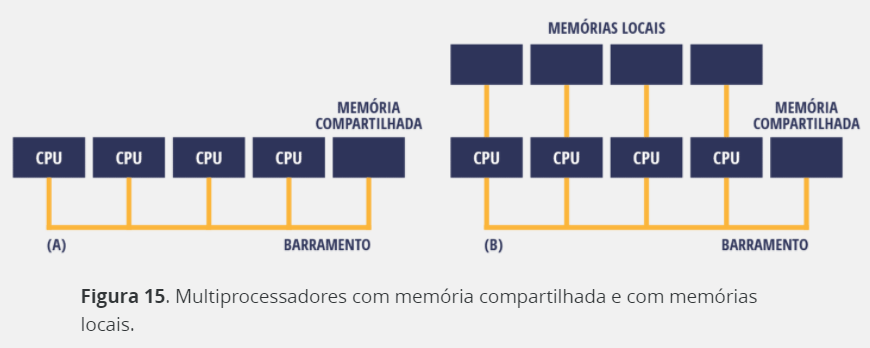 MEMÓRIAS LOCAIS
MEMÓRIA
COMPARTILHADA
CPU CPU CPU CPU
(A) BARRAMENTO
MEMÓRIA
COMPARTILHADA
CPU CPU CPU CPU
(B) BARRAMENTO
Figura 15. Multiprocessadores com memória compartilhada e com memórias
locais.